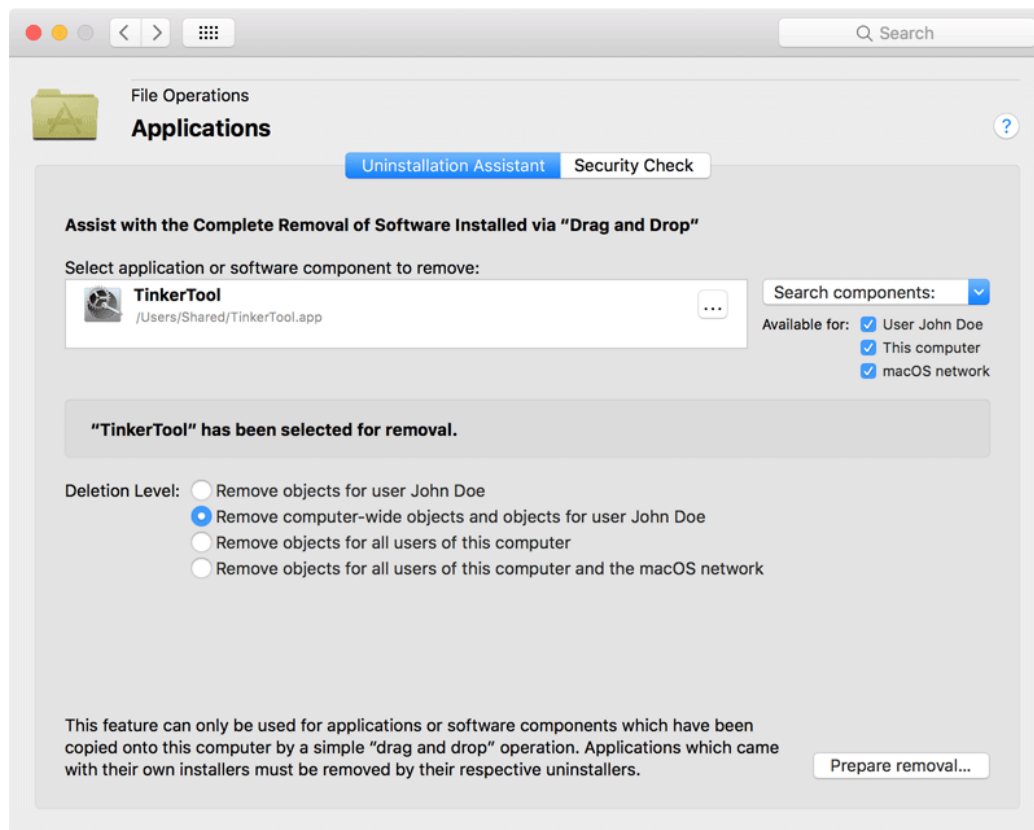 Search
File Operations
Applications
?
Uninstallation Assistant
Security Check
Assist with the Complete Removal of Software Installed via “Drag and Drop“
Select application or software component to remove:
TinkerTool
/Users/Shared/TinkerTool.app
...
Search components:
Available for:
User John Doe
This computer
macOS network
“TinkerTool“ has been selected for removal.
Deletion Level:
Remove objects for user John Doe
Remove computer-wide objects and objects for user John Doe
Remove objects for all users of this computer
Remove objects for all users of this computer and the macOS network
This feature can only be used for applications or software components which have been
copied onto this computer by a simple “drag and drop” operation. Applications which came
with their own installers must be removed by their respective uninstallers.
Prepare removal...